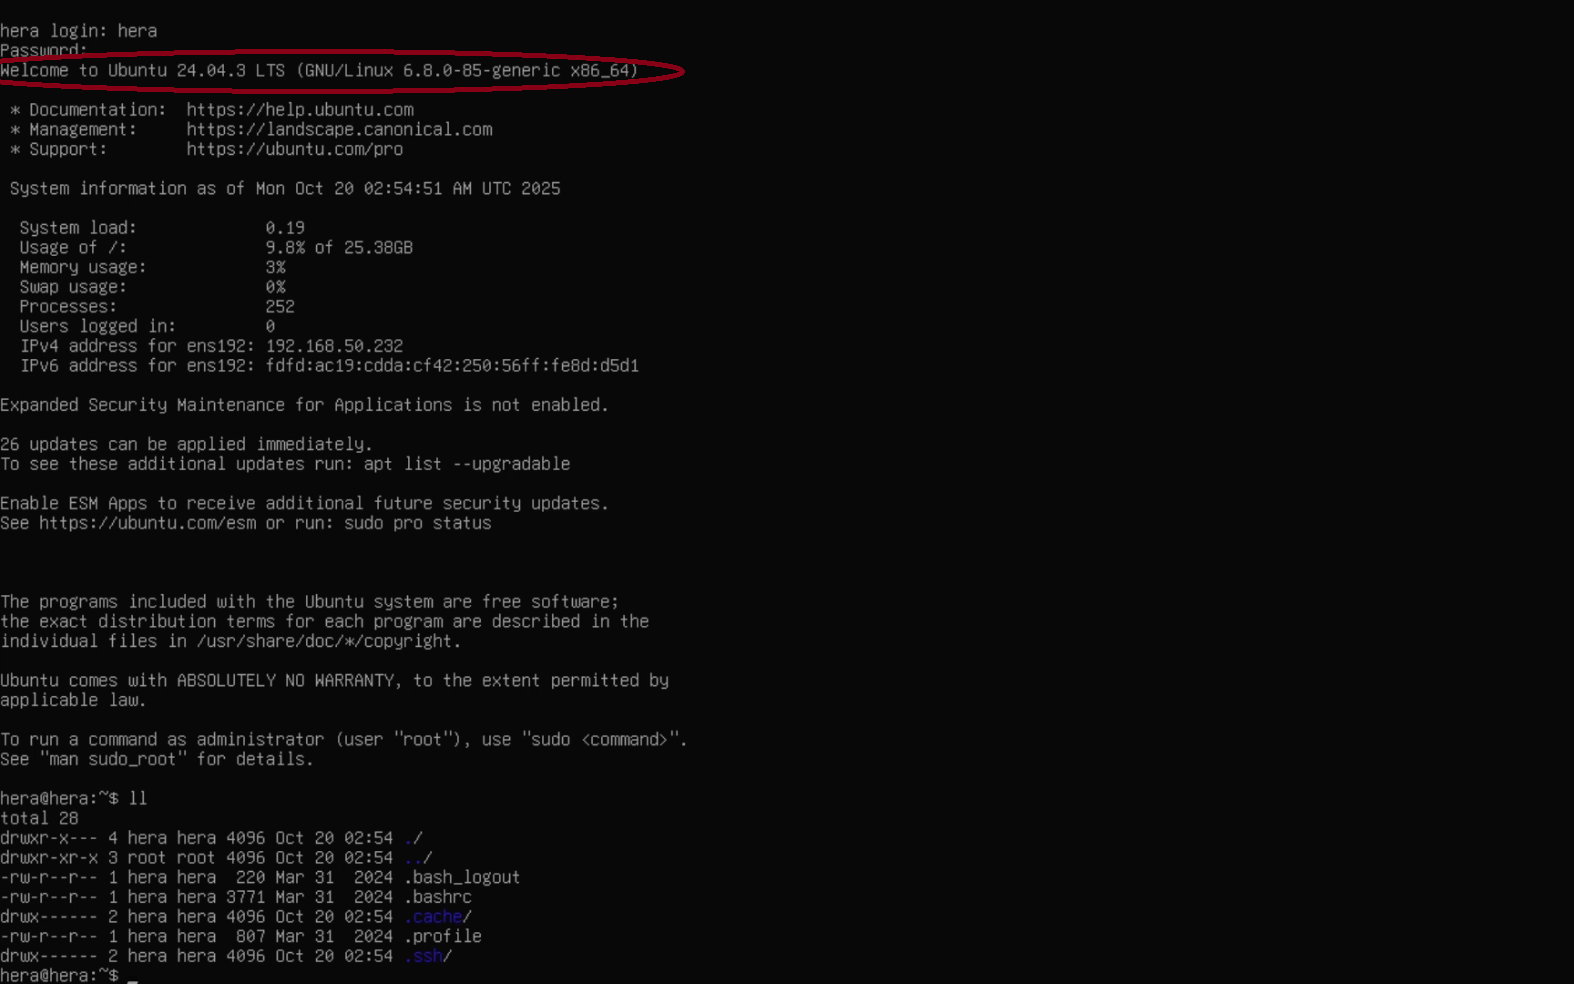 hera login: hera
Password:
Welcome to Ubuntu 24.04.3 LTS (GNU/Linux 6.8.0-85-generic x86_64)
* Documentation:  https://help.ubuntu.com
* Management:     https://landscape.canonical.com
* Support:        https://ubuntu.com/pro
System information as of Mon Oct 20 02:54:51 AM UTC 2025
System load:             0.19
Usage of /:              9.8% of 25.38GB
Memory usage:            3%
Swap usage:              0%
Processes:               252
Users logged in:         0
IPv4 address for ens192: 192.168.50.232
IPv6 address for ens192: fdfd:ac19:cdda:cf42:250:56ff:fe8d:d5d1
Expanded Security Maintenance for Applications is not enabled.
26 updates can be applied immediately.
To see these additional updates run: apt list --upgradable
Enable ESM Apps to receive additional future security updates.
See https://ubuntu.com/esm or run: sudo pro status
The programs included with the Ubuntu system are free software;
the exact distribution terms for each program are described in the
individual files in /usr/share/doc/*/copyright.
Ubuntu comes with ABSOLUTELY NO WARRANTY, to the extent permitted by
applicable law.
To run a command as administrator (user "root"), use "sudo <command>".
See "man sudo_root" for details.
hera@hera:~$ ll
total 28
drwxr-x--- 4 hera hera 4096 Oct 20 02:54 ./
drwxr-xr-x 3 root root 4096 Oct 20 02:54 ../
-rw-r--r-- 1 hera hera  220 Mar 31  2024 .bash_logout
-rw-r--r-- 1 hera hera 3771 Mar 31  2024 .bashrc
drwx------ 2 hera hera 4096 Oct 20 02:54 .cache/
-rw-r--r-- 1 hera hera  807 Mar 31  2024 .profile
drwx------ 2 hera hera 4096 Oct 20 02:54 .ssh/
hera@hera:~$ _